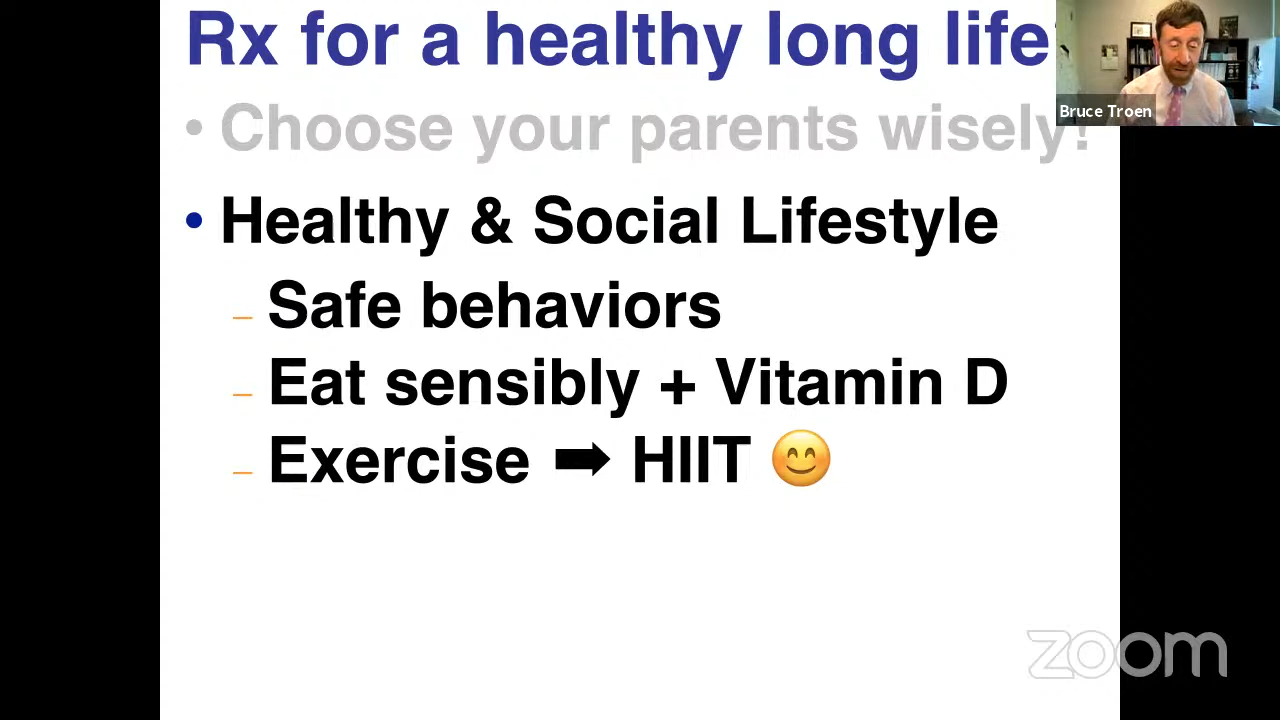 Rx for a healthy long life
• Choose your parents wisely!
• Healthy & Social Lifestyle
– Safe behaviors
– Eat sensibly + Vitamin D
– Exercise ➡ HIIT 😊
Bruce Troen
zoom